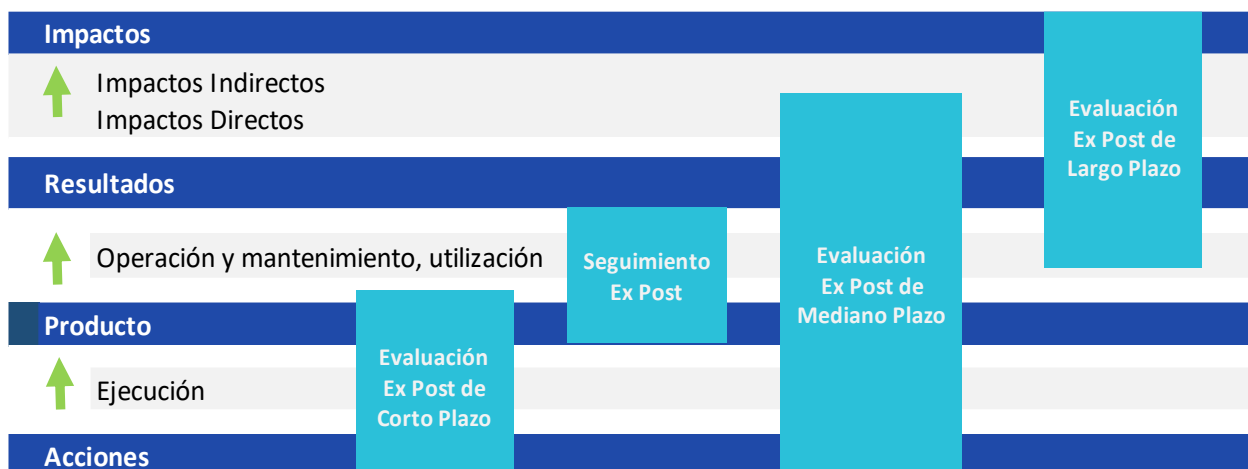 Impactos
Impactos Indirectos
Impactos Directos
Evaluación
Ex Post de
Largo Plazo
Resultados
Operación y mantenimiento, utilización
Seguimiento
Ex Post
Evaluación
Ex Post de
Mediano Plazo
Producto
Evaluación
Ex Post de
Corto Plazo
Ejecución
Acciones